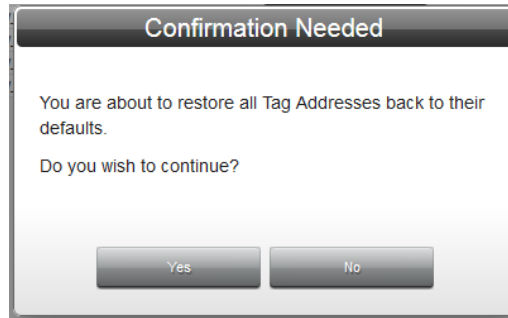 Confirmation Needed
You are about to restore all Tag Addresses back to their
defaults.
Do you wish to continue?
Yes
No